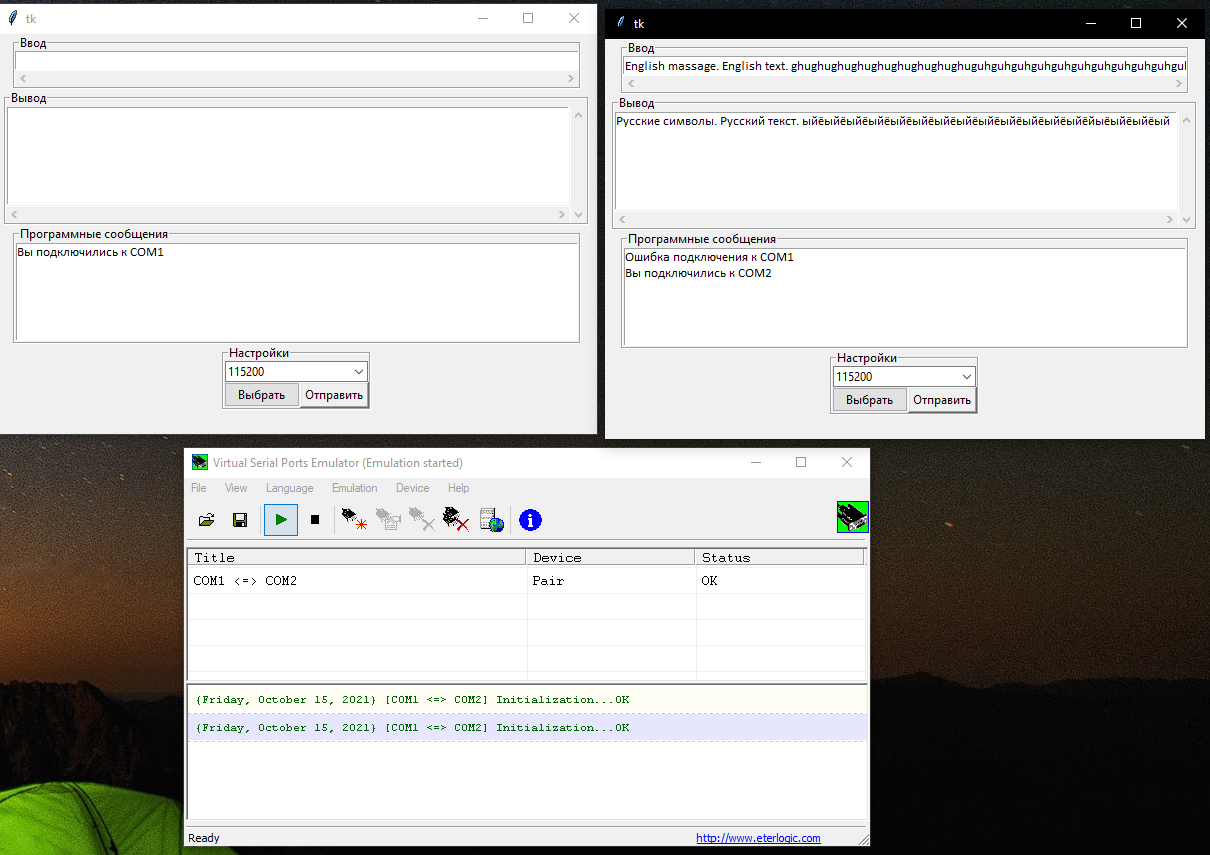 tk
Ввод
Вывод
Программные сообщения
Вы подключились к COM1
Настройки
115200
Выбрать Отправить
tk
Ввод
English massage. English text. ghughughughughughughughughuguhguhguhguhguhguhguhguhguhguhgul
Вывод
Русские символы. Русский текст. ыйёыйёыйёыйёыйёыйёыйёыйёыйёыйёыйёыйёыйёйыёыйёыйёый
Программные сообщения
Ошибка подключения к COM1
Вы подключились к COM2
Настройки
115200
Выбрать Отправить
Virtual Serial Ports Emulator (Emulation started)
File View Language Emulation Device Help
Title Device Status
COM1 <=> COM2 Pair OK
{Friday, October 15, 2021} [COM1 <=> COM2] Initialization...OK
{Friday, October 15, 2021} [COM1 <=> COM2] Initialization...OK
Ready http://www.eterlogic.com